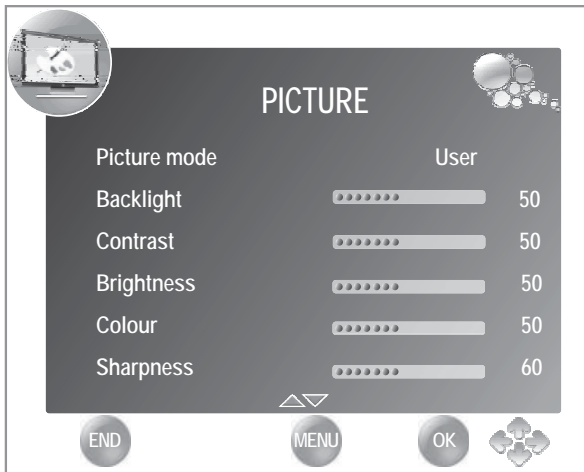 PICTURE
Picture mode User
Backlight 50
Contrast 50
Brightness 50
Colour 50
Sharpness 60
END MENU OK